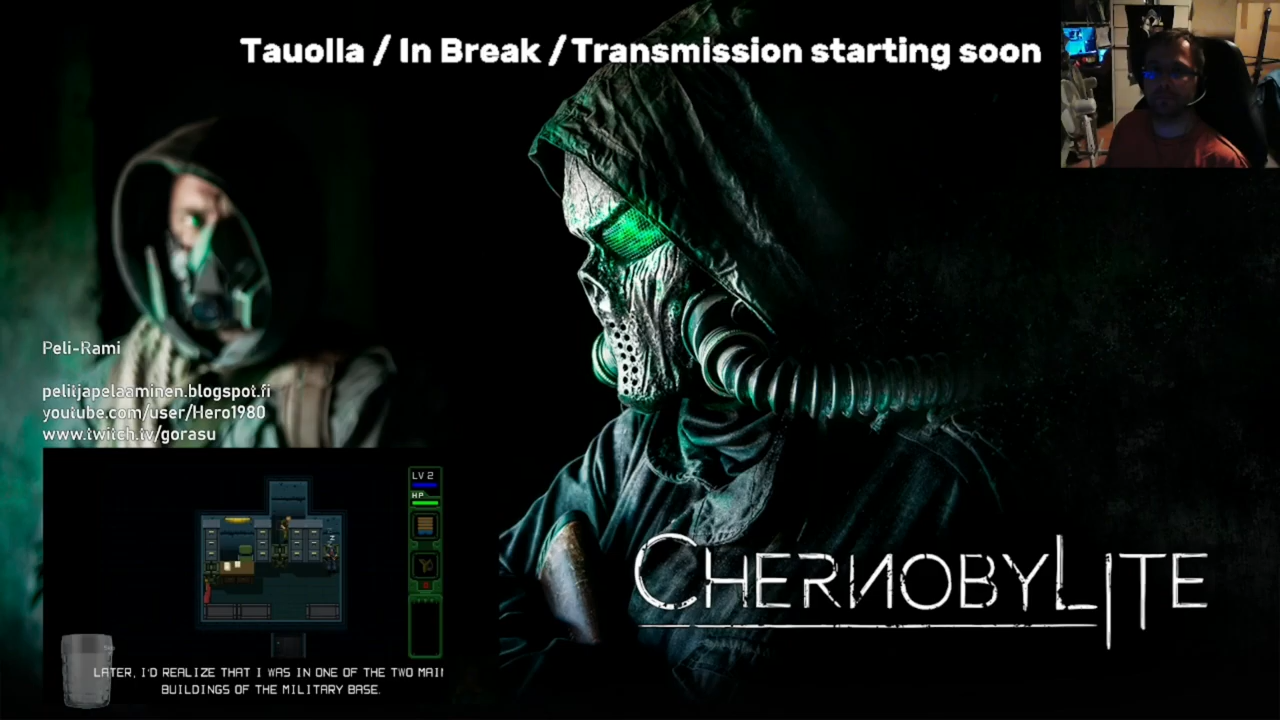 Tauolla / In Break / Transmission starting soon
Peli-Rami
pelitjapelaaminen.blogspot.fi
youtube.com/user/Hero1980
www.twitch.tv/gorasu
LV 2
HP
LATER, I'D REALIZE THAT I WAS IN ONE OF THE TWO MAIN
BUILDINGS OF THE MILITARY BASE.
CHERNOBYLITE